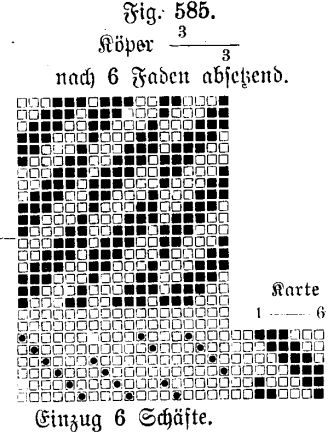 Fig. 585.
Köper 3/3
nach 6 Faden absetzend.
Karte
1 — 6
Einzug 6 Schäfte.